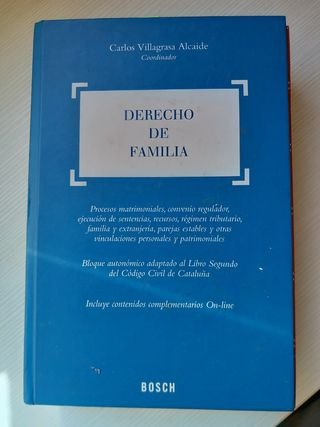 Carlos Villagrasa Alcaide
Coordinador
DERECHO
DE
FAMILIA
Procesos matrimoniales, convenio regulador,
ejecución de sentencias, recursos, régimen tributario,
familia y extranjería, parejas estables y otras
vinculaciones personales y patrimoniales
Bloque autonómico adaptado al Libro Segundo
del Código Civil de Cataluña
Incluye contenidos complementarios On-line
BOSCH